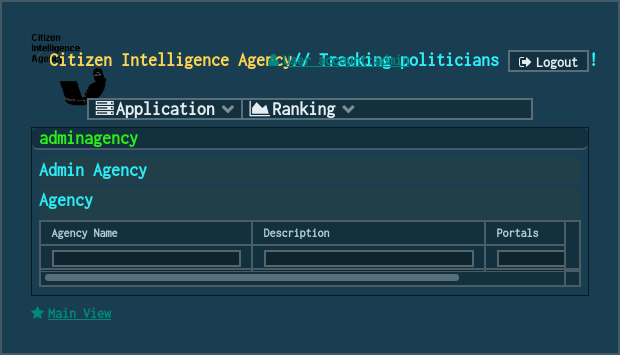 Citizen
Intelligence
Agency
Citizen Intelligence Agency// Tracking politicians !
Logout
Application
Ranking
adminagency
Admin Agency
Agency
Agency Name Description Portals
Main View